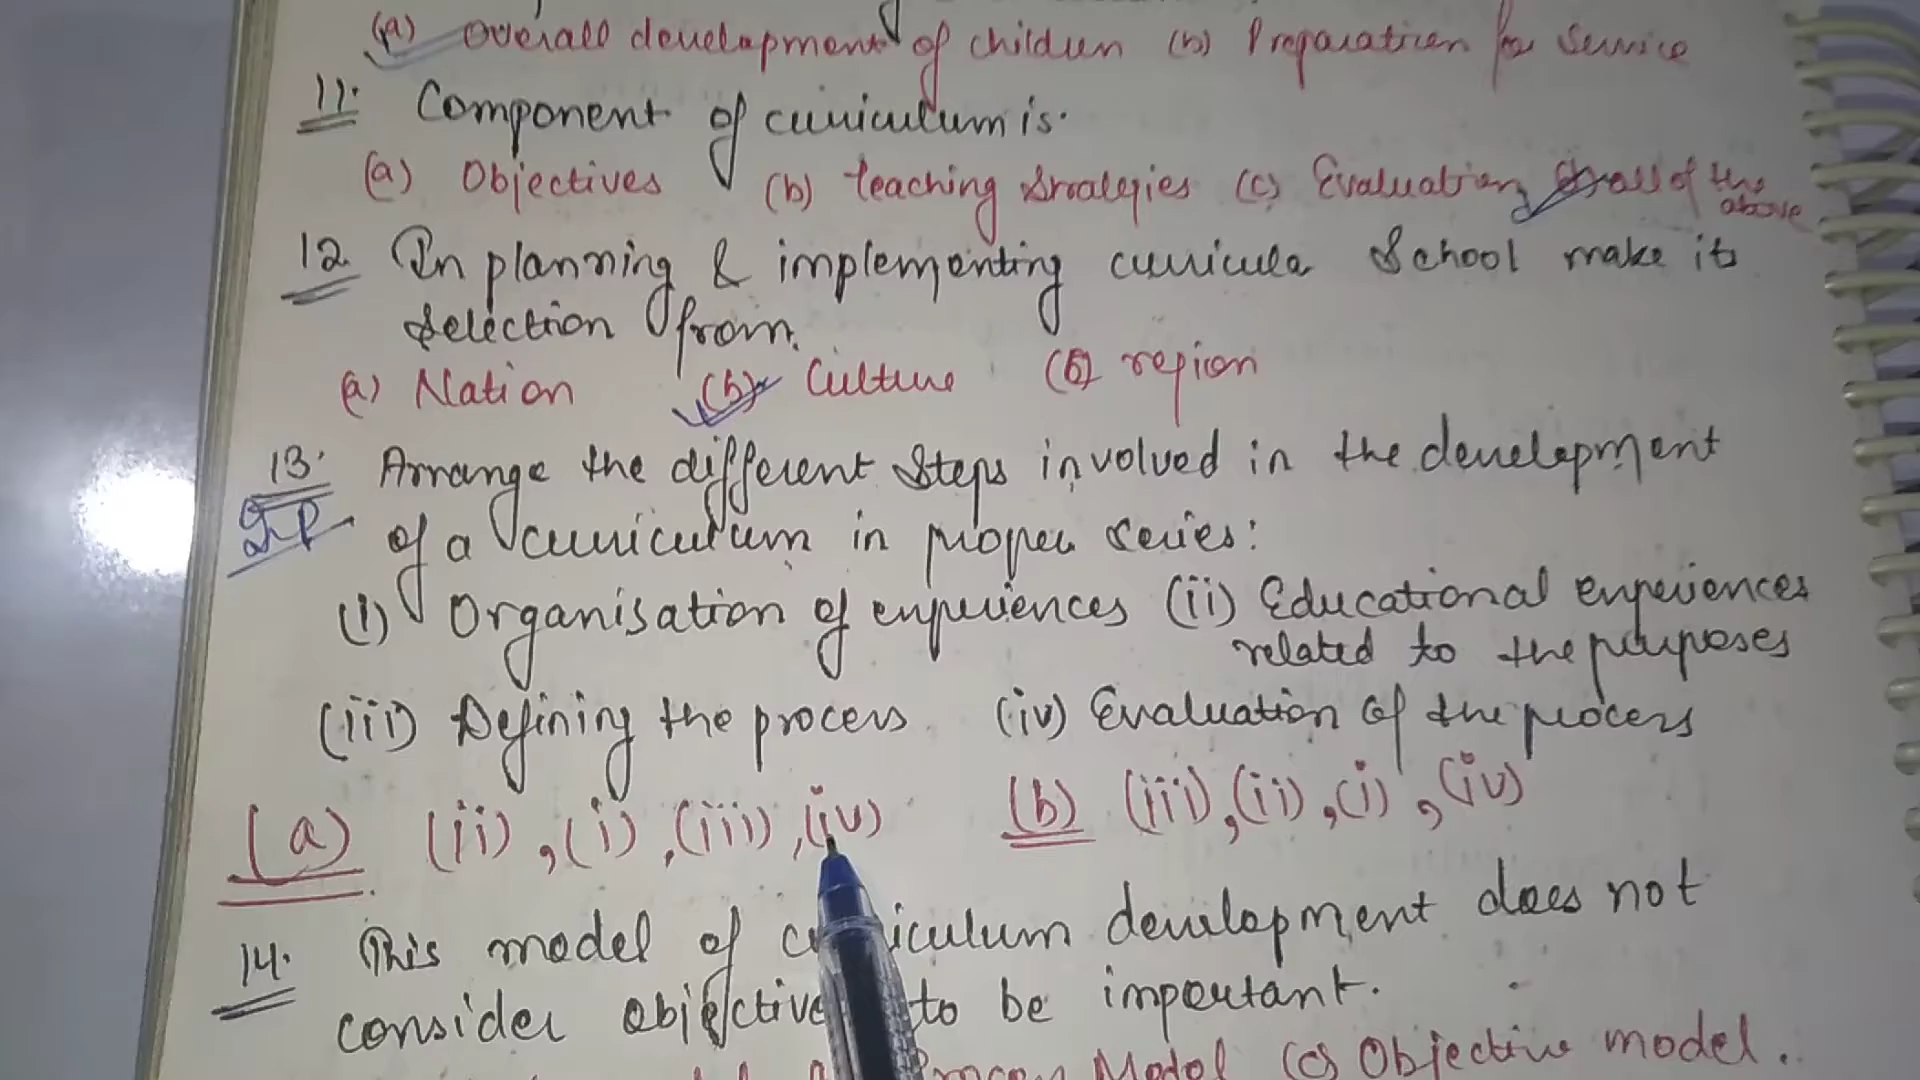 (a) Overall development of children (b) Preparation for Service
11. Component of curriculum is.
(a) Objectives (b) teaching Strategies (c) Evaluation (d) all of the above
12. In planning & implementing curricula School make its
selection from.
(a) Nation (b) Culture (c) region
13. Arrange the different Steps involved in the development
Imp of a curriculum in proper series:
(i) Organisation of experiences (ii) Educational experiences
related to the purposes
(iii) Defining the process (iv) Evaluation of the process
(a) (ii), (i), (iii), (iv) (b) (iii), (ii), (i), (iv)
14. This model of curriculum development does not
consider objective to be important.
Model (c) Objective model.